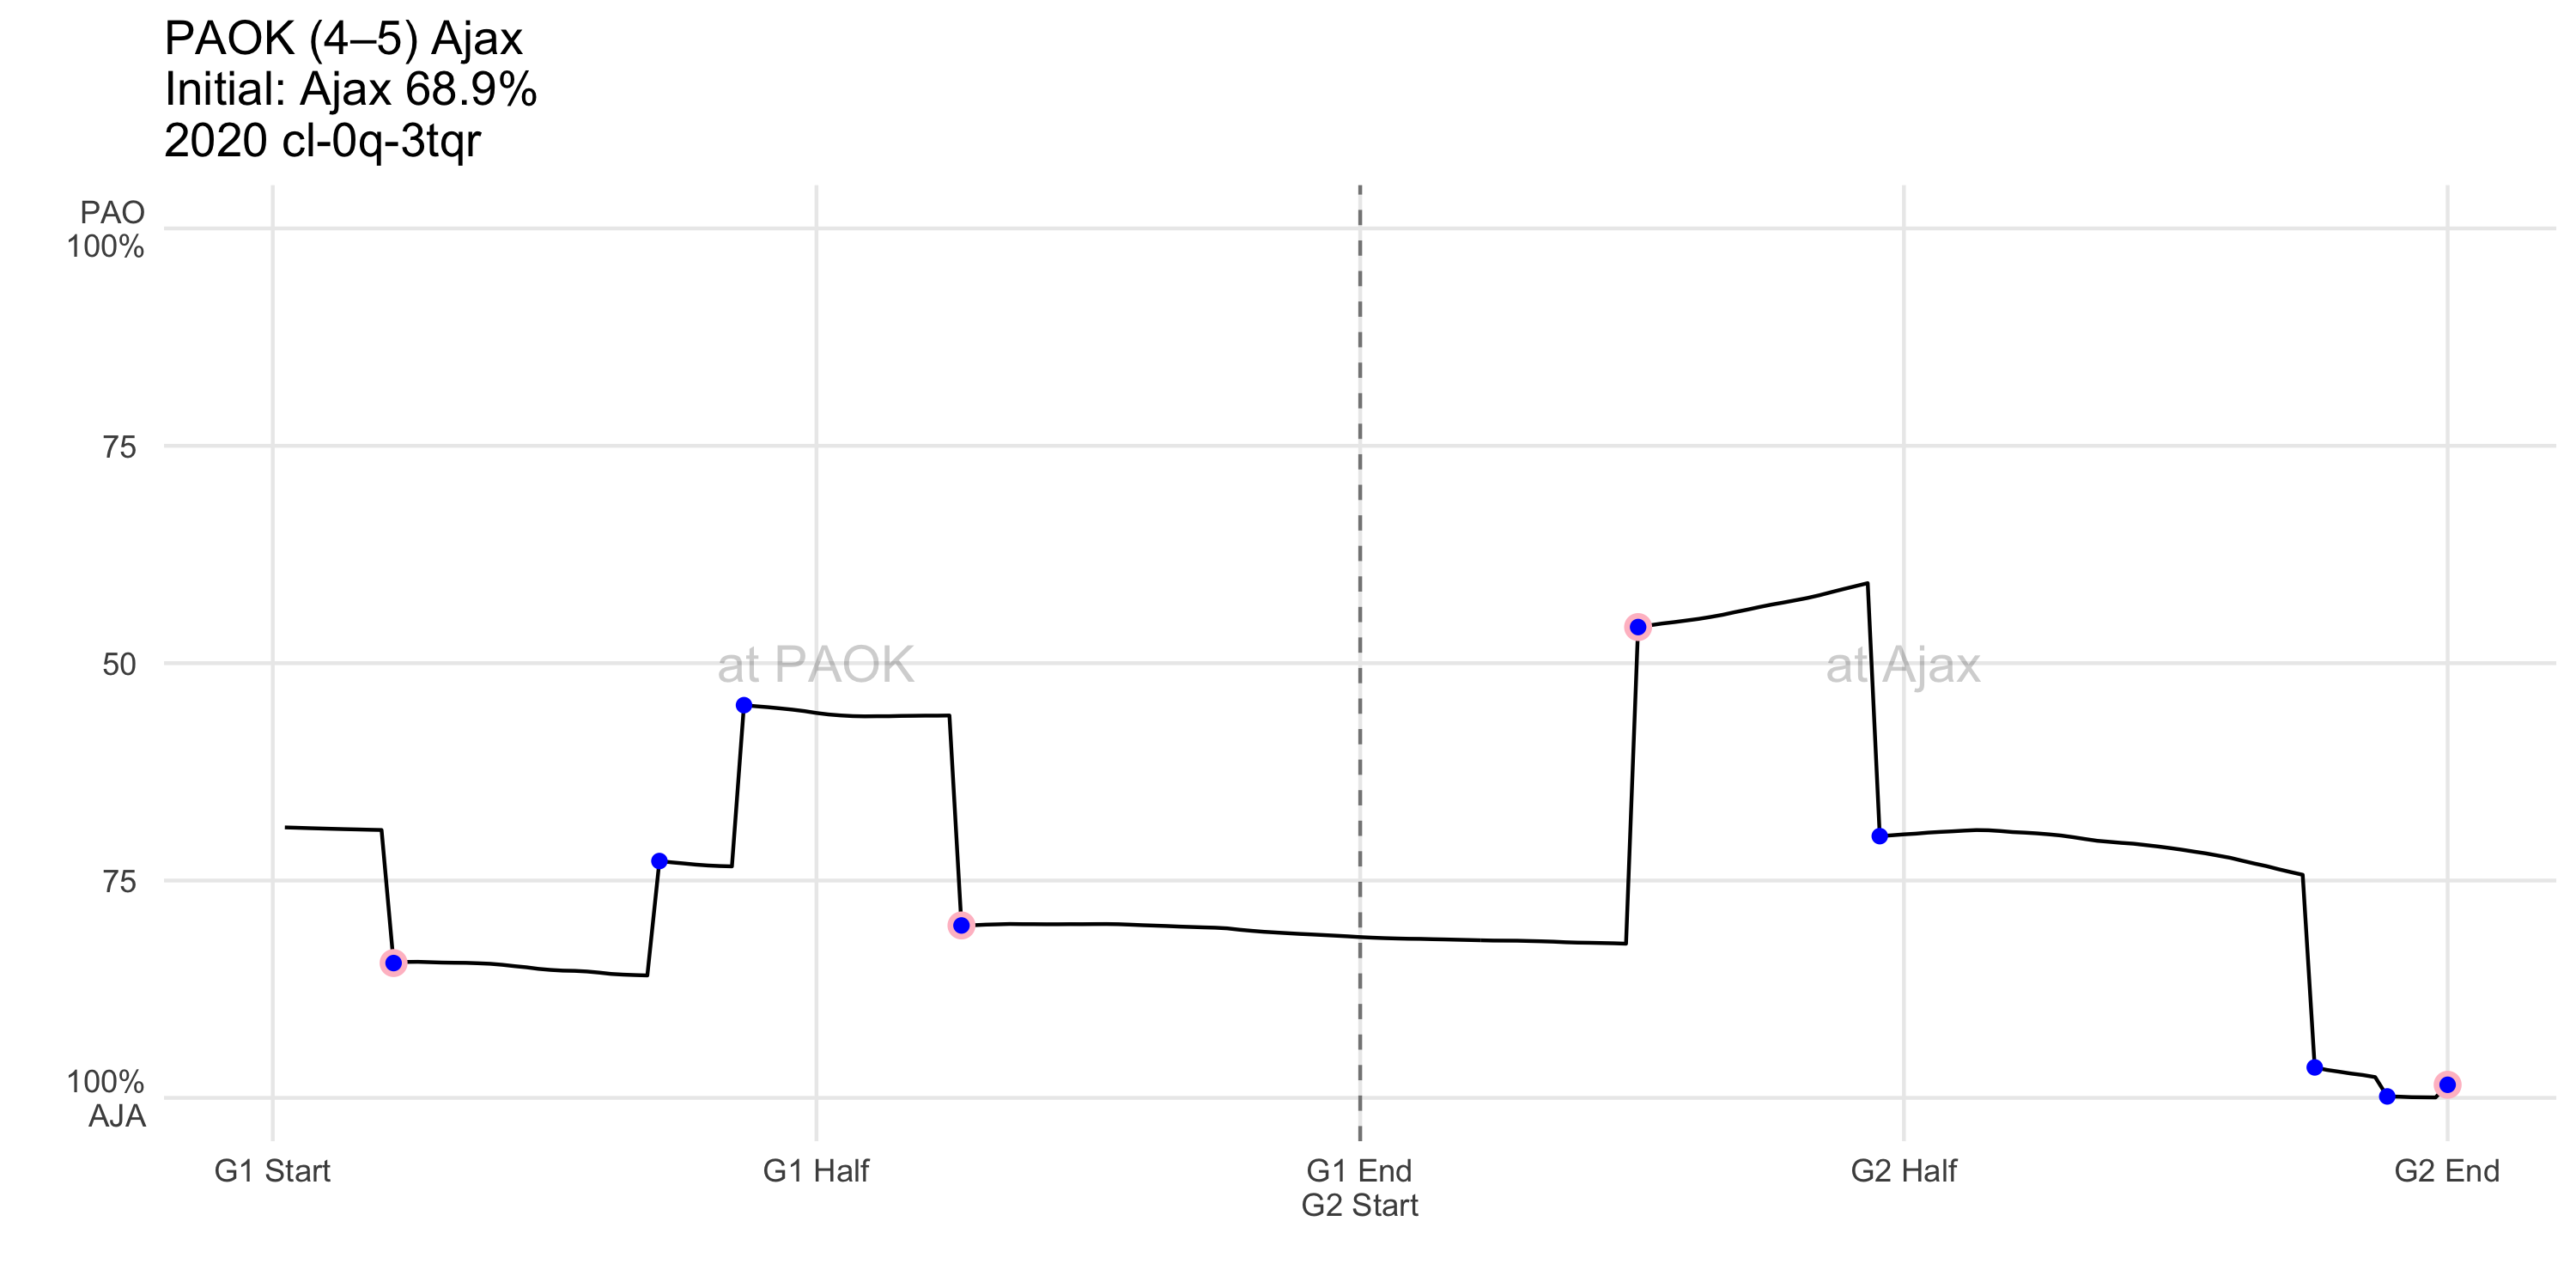 PAOK (4–5) Ajax
Initial: Ajax 68.9%
2020 cl-0q-3tqr
PAO
100%
75
50
75
100%
AJA
at PAOK
at Ajax
G1 Start
G1 Half
G1 End
G2 Start
G2 Half
G2 End